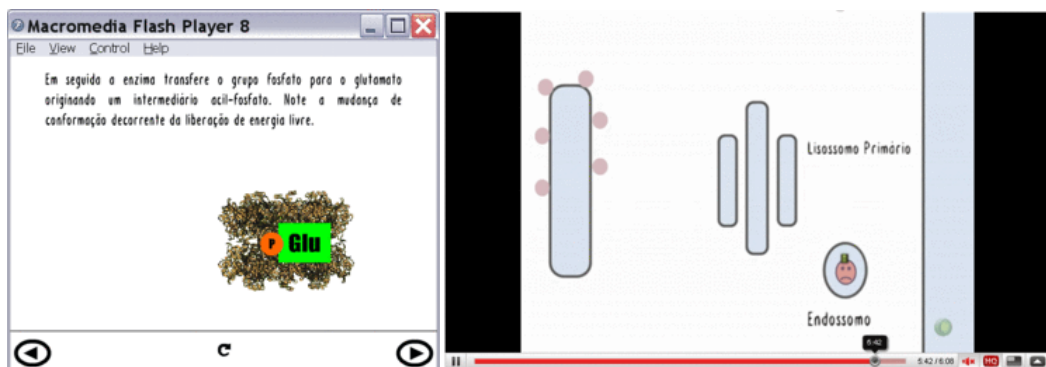 Macromedia Flash Player 8
File View Control Help
Em seguida a enzima transfere o grupo fosfato para o glutamato
originando um intermediário acil-fosfato. Note a mudança de
conformação decorrente da liberação de energia livre.
P Glu
Lisossomo Primário
Endossomo
5:42
5:42 / 6:08 HQ